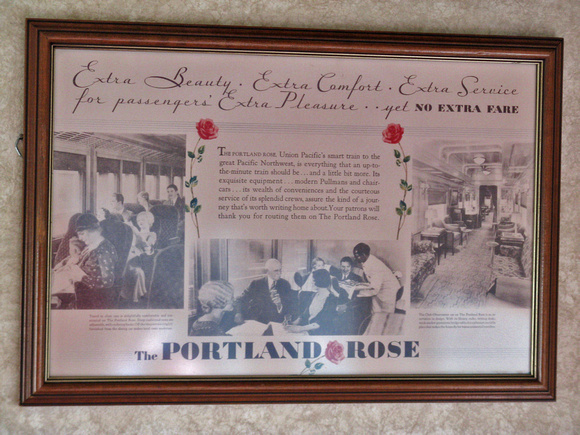 Extra Beauty . Extra Comfort . Extra Service
for passengers' Extra Pleasure . . yet NO EXTRA FARE
THE PORTLAND ROSE, Union Pacific's smart train to the
great Pacific Northwest, is everything that an up-to-
the-minute train should be . . . and a little bit more. Its
exquisite equipment . . . modern Pullmans and chair-
cars . . . its wealth of conveniences and the courteous
service of its splendid crews, assure the kind of a jour-
ney that's worth writing home about. Your patrons will
thank you for routing them on The Portland Rose.
The PORTLAND ROSE